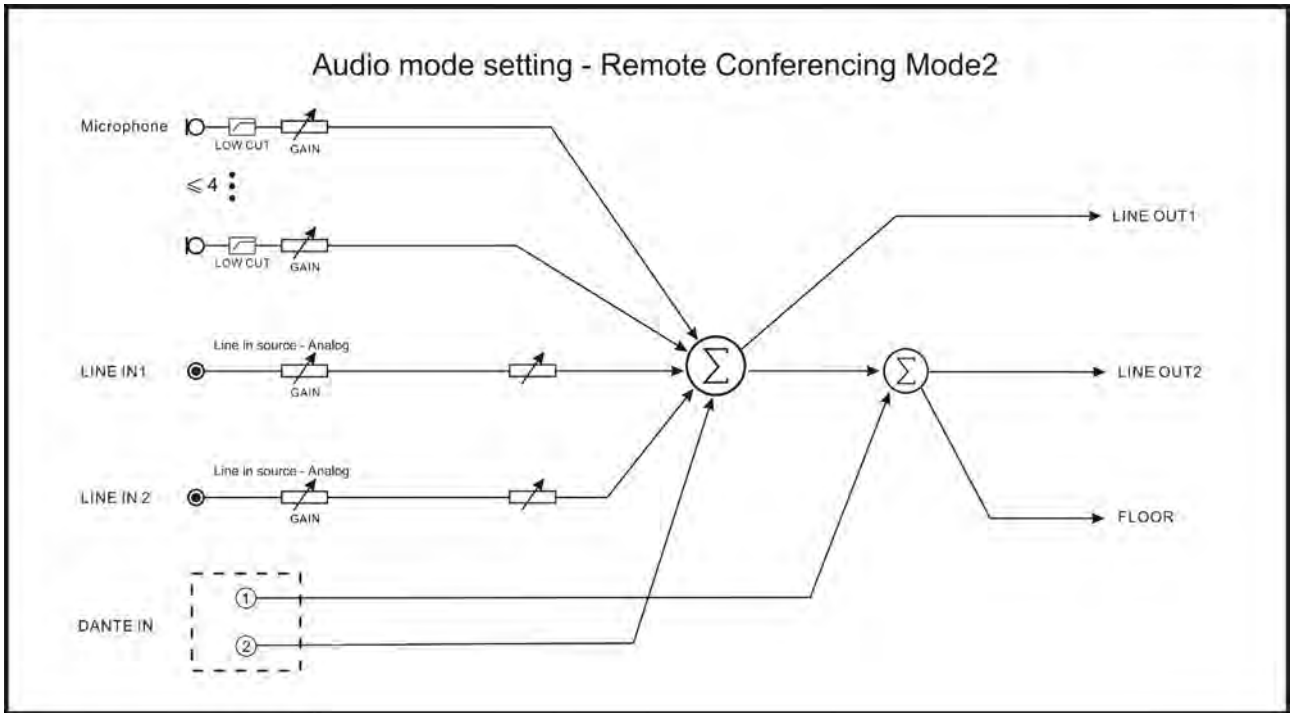 Audio mode setting - Remote Conferencing Mode2
Microphone
LOW CUT
GAIN
⩽ 4
LOW CUT
GAIN
LINE OUT1
Line in source - Analog
LINE IN1
GAIN
Σ
Σ
LINE OUT2
Line in source - Analog
LINE IN 2
GAIN
FLOOR
DANTE IN
1
2